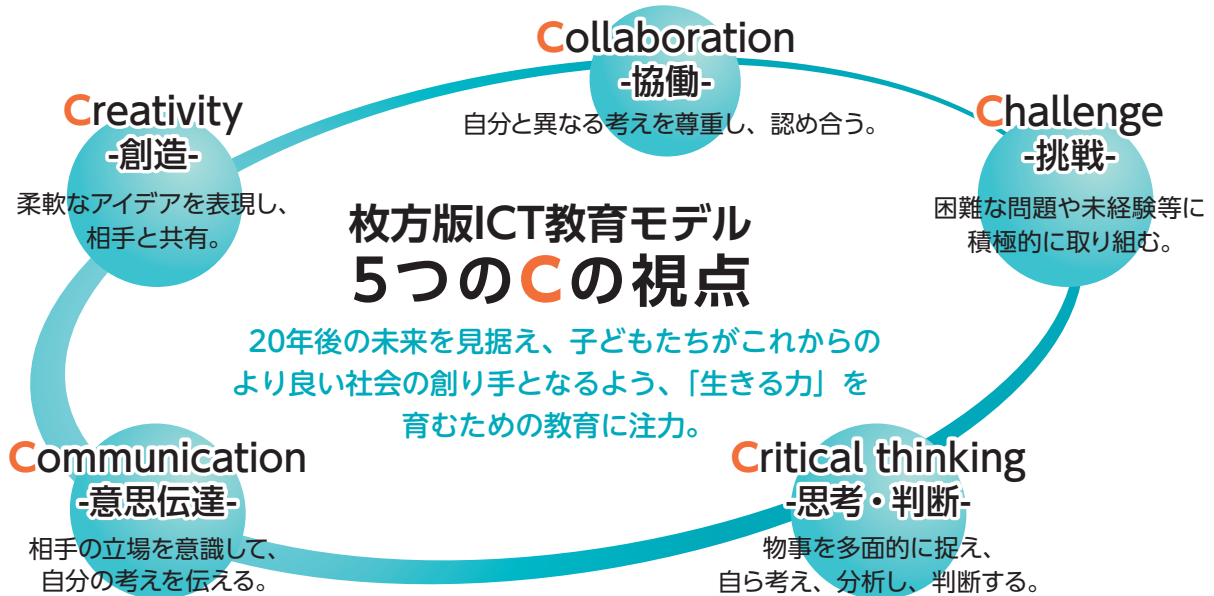 Collaboration
-協働-
自分と異なる考えを尊重し、認め合う。
Creativity
-創造-
柔軟なアイデアを表現し、
相手と共有。
Challenge
-挑戦-
困難な問題や未経験等に
積極的に取り組む。
枚方版ICT教育モデル
5つのCの視点
20年後の未来を見据え、子どもたちがこれからの
より良い社会の創り手となるよう、「生きる力」を
育むための教育に注力。
Communication
-意思伝達-
相手の立場を意識して、
自分の考えを伝える。
Critical thinking
-思考・判断-
物事を多面的に捉え、
自ら考え、分析し、判断する。